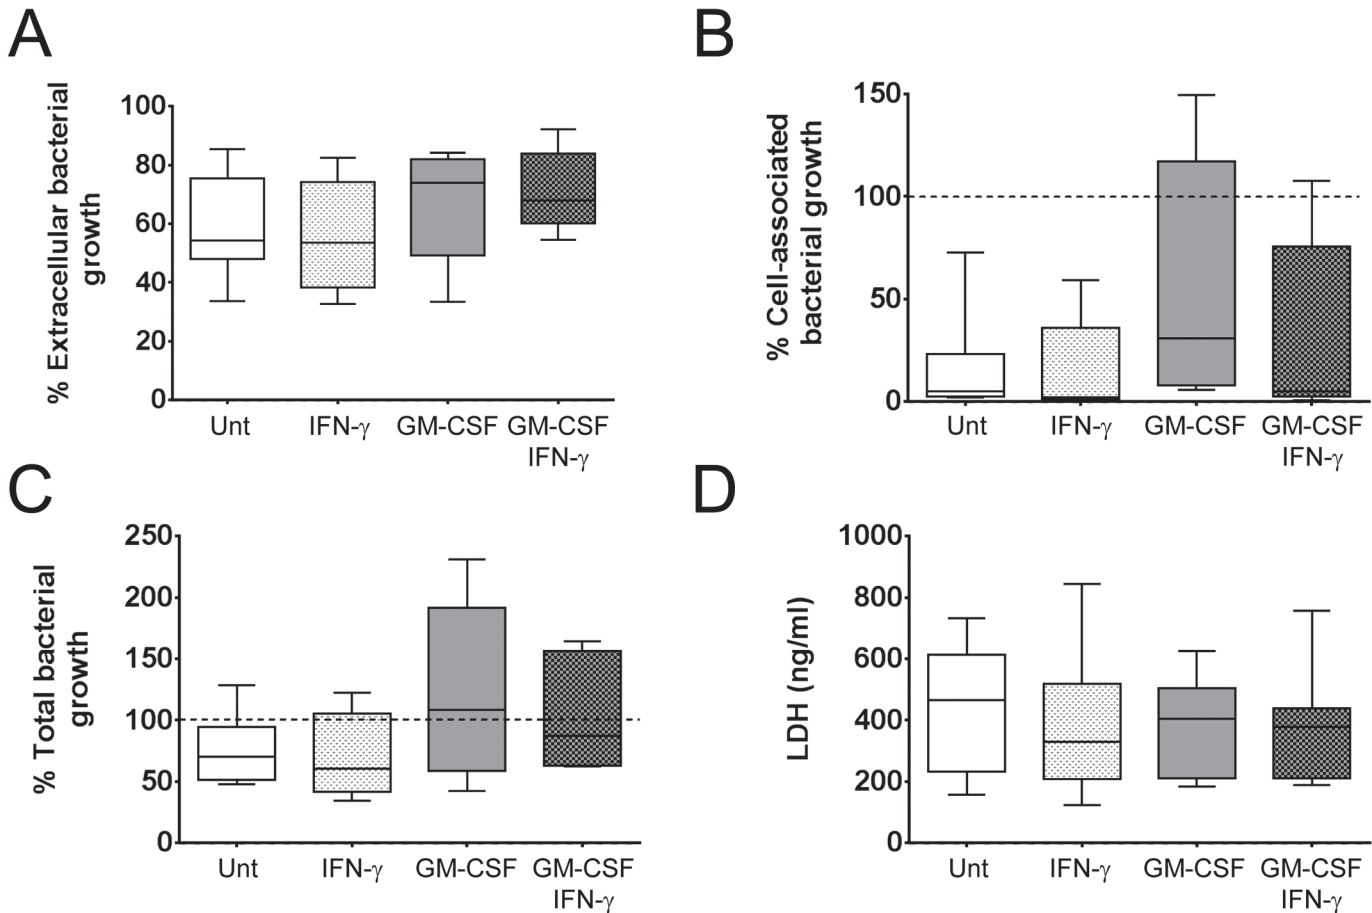 A
% Extracellular bacterial
growth
100
80
60
40
20
0
Unt
IFN-γ
GM-CSF
GM-CSF
IFN-γ
B
% Cell-associated
bacterial growth
150
100
50
0
Unt
IFN-γ
GM-CSF
GM-CSF
IFN-γ
C
% Total bacterial
growth
250
200
150
100
50
0
Unt
IFN-γ
GM-CSF
GM-CSF
IFN-γ
D
LDH (ng/ml)
1000
800
600
400
200
0
Unt
IFN-γ
GM-CSF
GM-CSF
IFN-γ